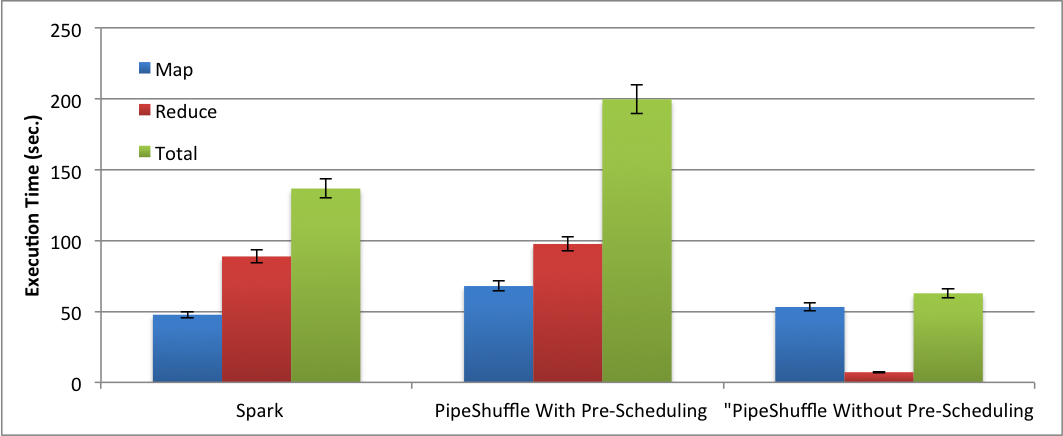 250
200
150
100
50
0
Execution Time (sec.)
Map
Reduce
Total
Spark
PipeShuffle With Pre-Scheduling
"PipeShuffle Without Pre-Scheduling